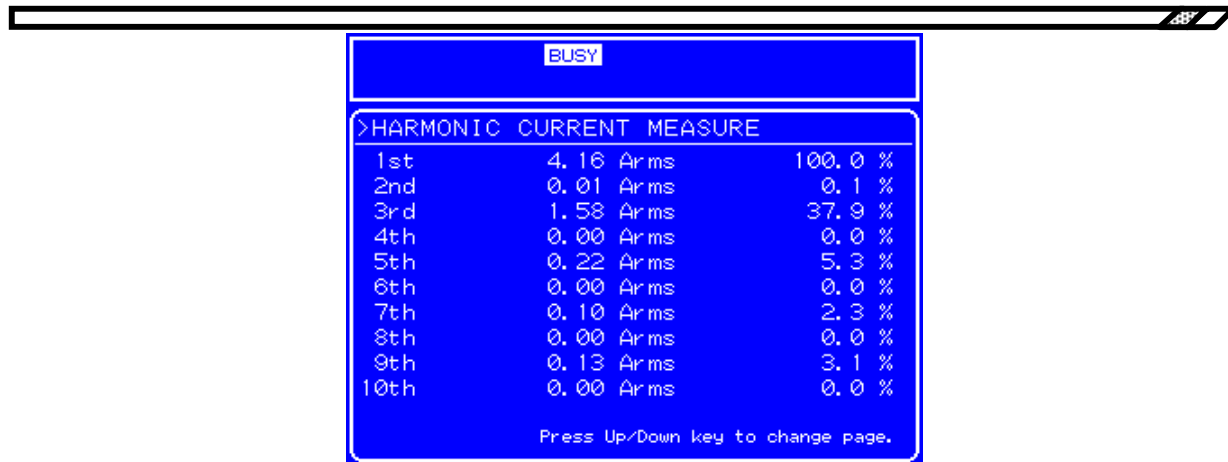 BUSY
>HARMONIC CURRENT MEASURE
1st 4.16 Arms 100.0 %
2nd 0.01 Arms 0.1 %
3rd 1.58 Arms 37.9 %
4th 0.00 Arms 0.0 %
5th 0.22 Arms 5.3 %
6th 0.00 Arms 0.0 %
7th 0.10 Arms 2.3 %
8th 0.00 Arms 0.0 %
9th 0.13 Arms 3.1 %
10th 0.00 Arms 0.0 %
Press Up/Down key to change page.